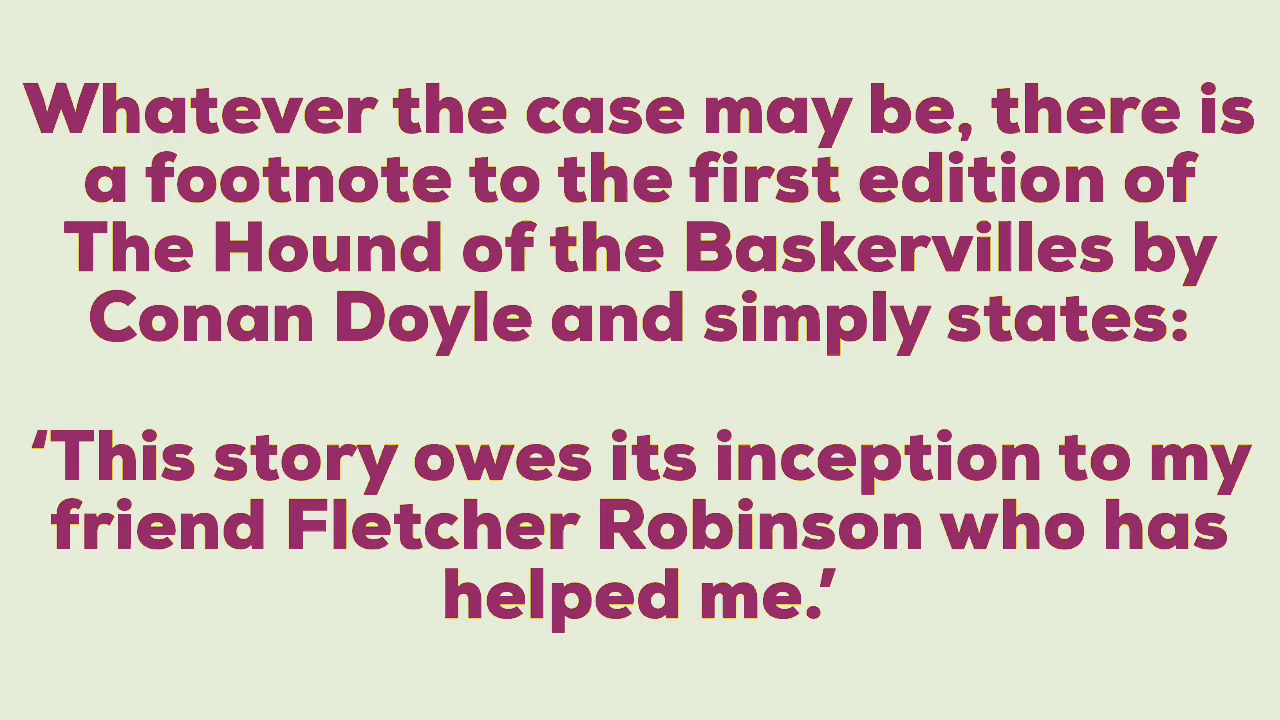 Whatever the case may be, there is
a footnote to the first edition of
The Hound of the Baskervilles by
Conan Doyle and simply states:
‘This story owes its inception to my
friend Fletcher Robinson who has
helped me.’